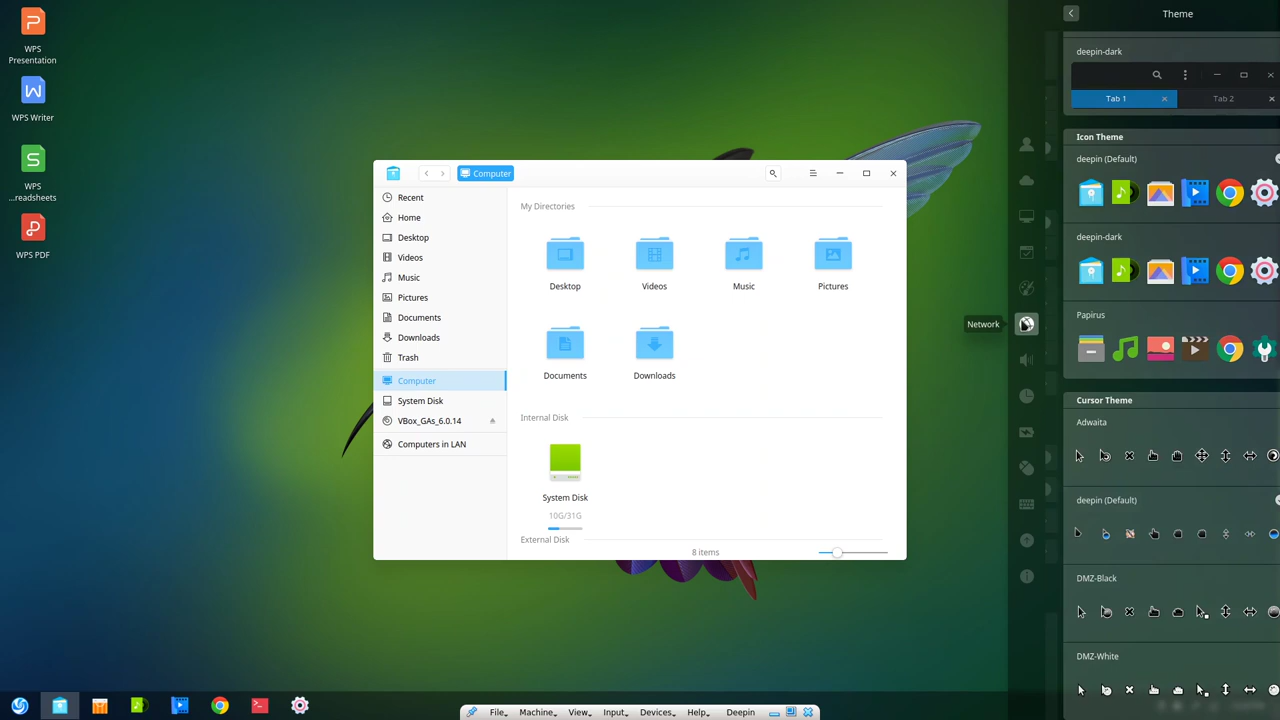 WPS
Presentation
WPS Writer
WPS
...readsheets
WPS PDF
Computer
Recent
Home
Desktop
Videos
Music
Pictures
Documents
Downloads
Trash
Computer
System Disk
VBox_GAs_6.0.14
Computers in LAN
My Directories
Desktop
Videos
Music
Pictures
Documents
Downloads
Internal Disk
System Disk
10G/31G
External Disk
8 items
Network
Theme
deepin-dark
Tab 1
Tab 2
Icon Theme
deepin (Default)
deepin-dark
Papirus
Cursor Theme
Adwaita
deepin (Default)
DMZ-Black
DMZ-White
File
Machine
View
Input
Devices
Help
Deepin